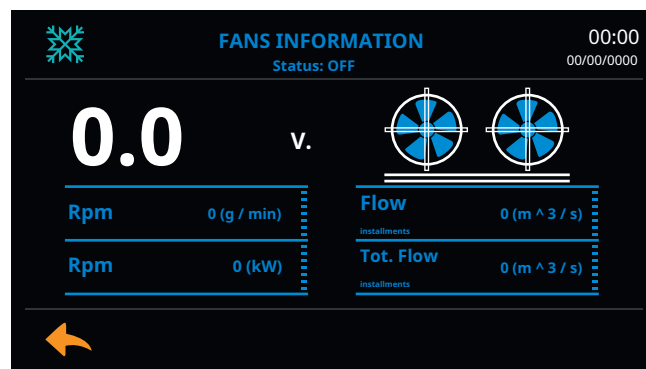 FANS INFORMATION
Status: OFF
00:00
00/00/0000
0.0 V.
Rpm 0 (g / min)
Rpm 0 (kW)
Flow 0 (m ^ 3 / s)
installments
Tot. Flow 0 (m ^ 3 / s)
installments